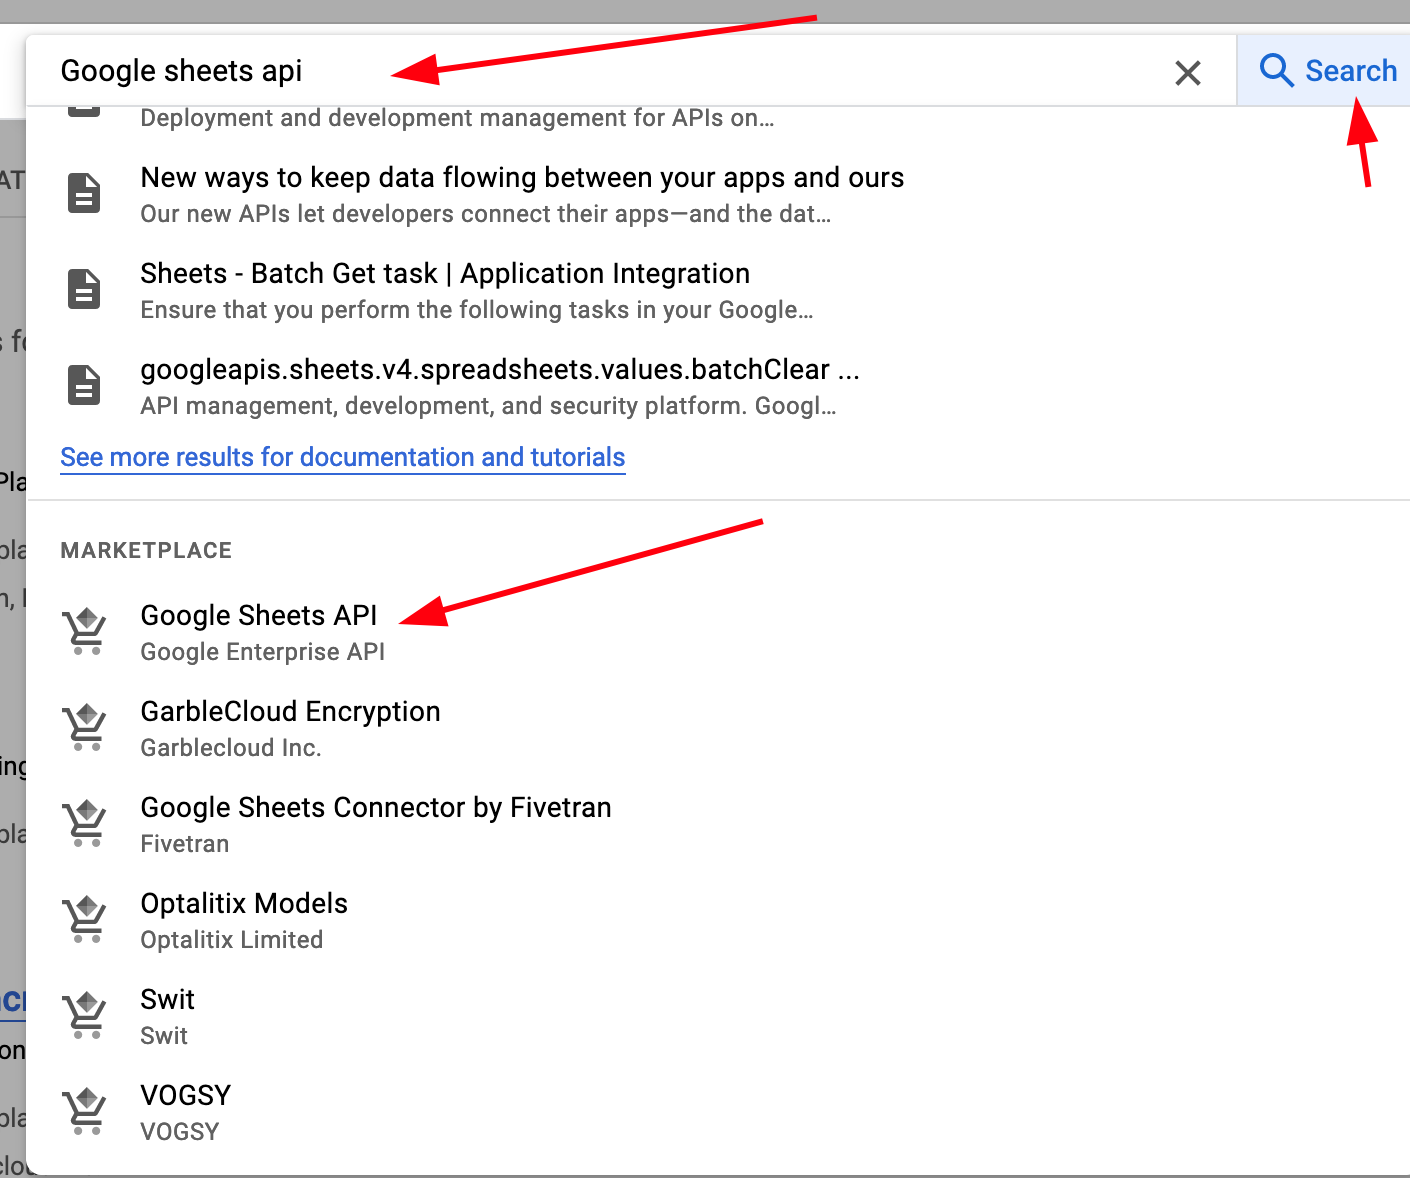 Google sheets api
Search
Deployment and development management for APIs on...
New ways to keep data flowing between your apps and ours
Our new APIs let developers connect their apps—and the dat...
Sheets - Batch Get task | Application Integration
Ensure that you perform the following tasks in your Google...
googleapis.sheets.v4.spreadsheets.values.batchClear ...
API management, development, and security platform. Googl...
See more results for documentation and tutorials
MARKETPLACE
Google Sheets API
Google Enterprise API
GarbleCloud Encryption
Garblecloud Inc.
Google Sheets Connector by Fivetran
Fivetran
Optalitix Models
Optalitix Limited
Swit
Swit
VOGSY
VOGSY